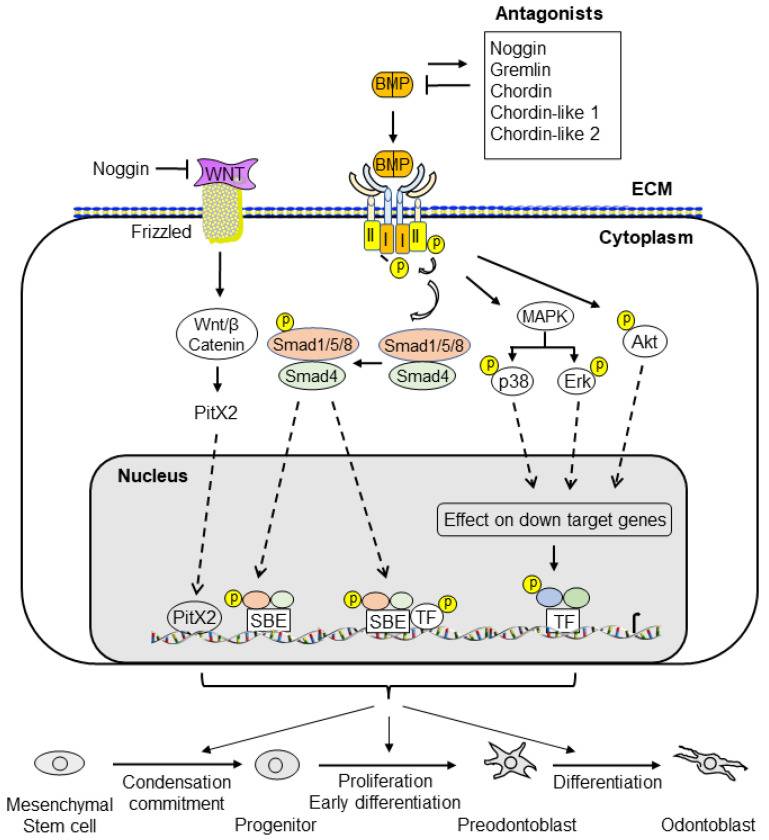 Antagonists
Noggin
Gremlin
Chordin
Chordin-like 1
Chordin-like 2
BMP
BMP
Noggin
WNT
ECM
Frizzled
Cytoplasm
II
I
I
II
P
P
Wnt/β
Catenin
P
Smad1/5/8
Smad4
Smad1/5/8
Smad4
MAPK
P
p38
Erk
P
P
Akt
PitX2
Nucleus
Effect on down target genes
PitX2
P
SBE
P
SBE
TF
P
P
TF
Mesenchymal
Stem cell
Condensation
commitment
Progenitor
Proliferation
Early differentiation
Preodontoblast
Differentiation
Odontoblast